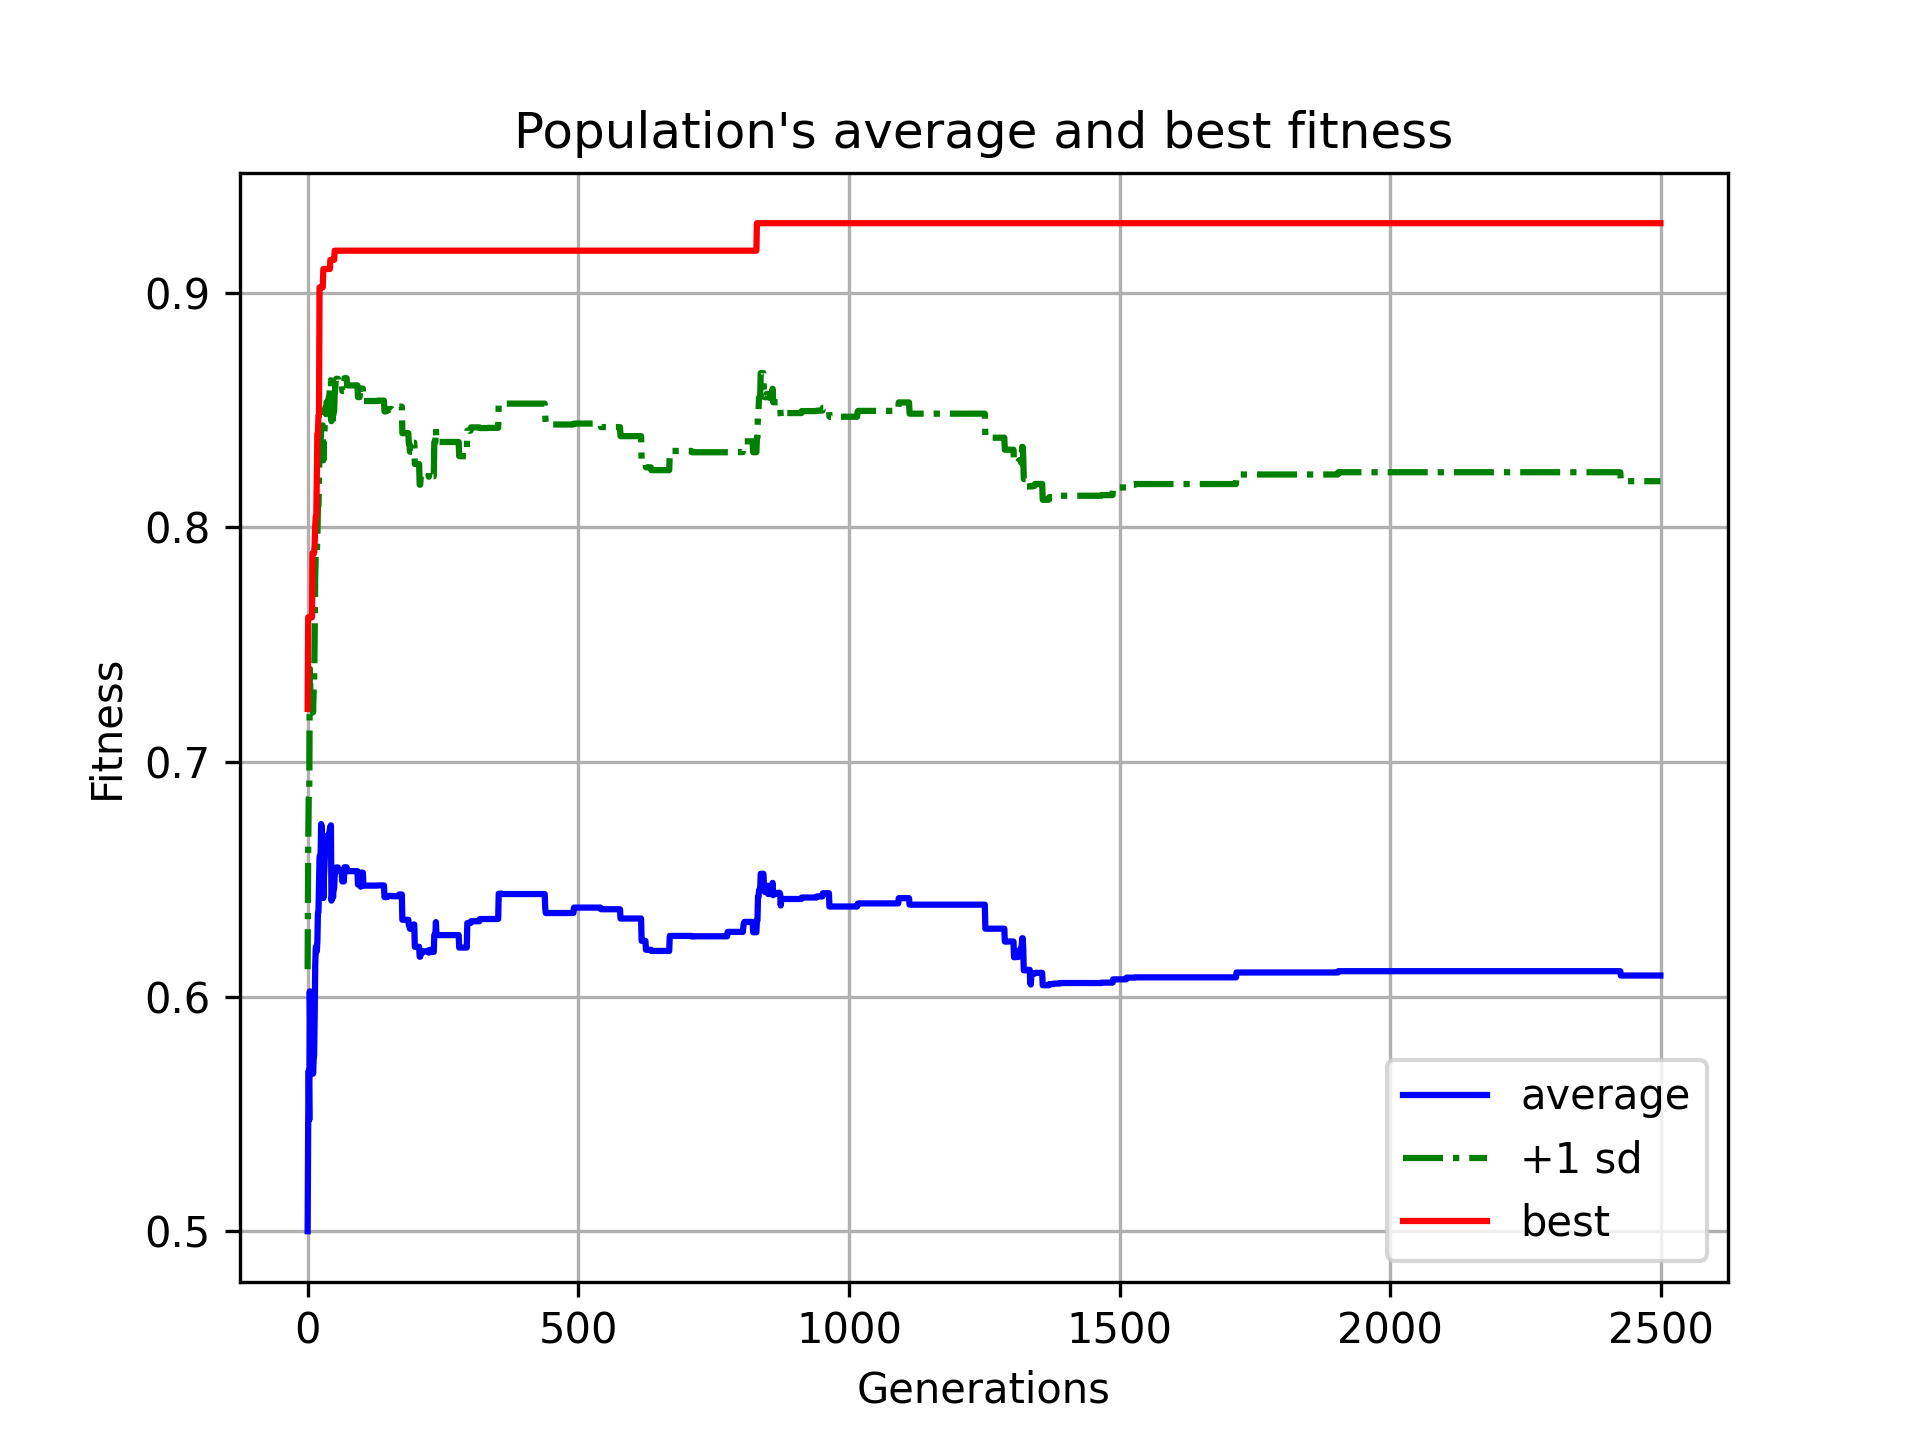 Population's average and best fitness
Fitness
0.9
0.8
0.7
0.6
0.5
0 500 1000 1500 2000 2500
Generations
average
+1 sd
best